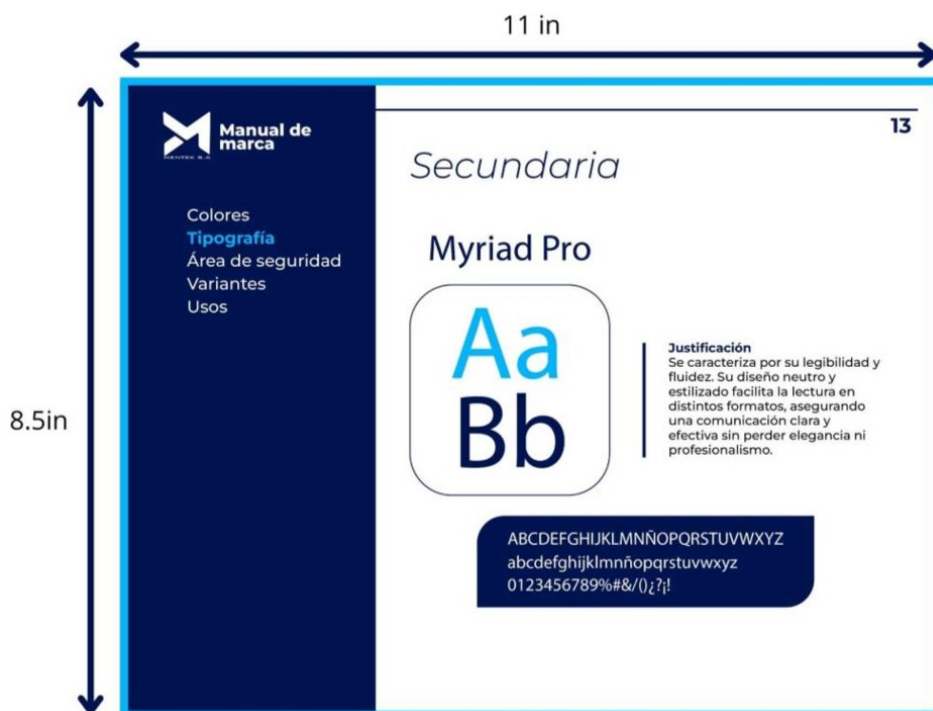 11 in
8.5in
Manual de
marca
MENTEK S.A
Colores
Tipografía
Área de seguridad
Variantes
Usos
13
Secundaria
Myriad Pro
Aa
Bb
Justificación
Se caracteriza por su legibilidad y
fluidez. Su diseño neutro y
estilizado facilita la lectura en
distintos formatos, asegurando
una comunicación clara y
efectiva sin perder elegancia ni
profesionalismo.
ABCDEFGHIJKLMNÑOPQRSTUVWXYZ
abcdefghijklmnñopqrstuvwxyz
0123456789%#&/()¿?¡!